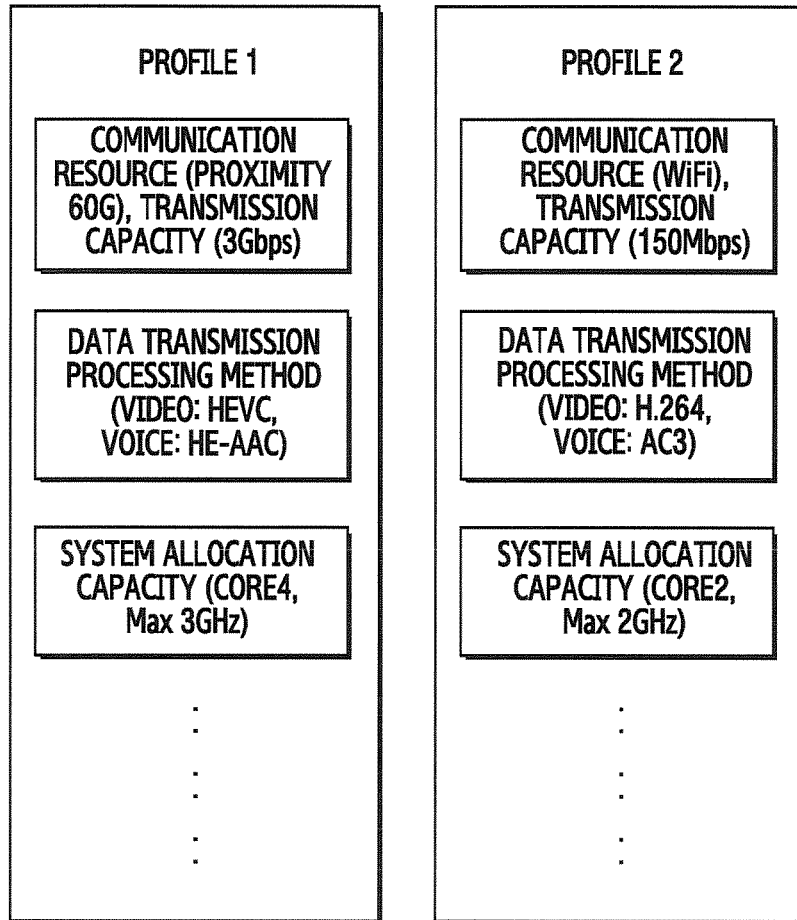 PROFILE 1
COMMUNICATION
RESOURCE (PROXIMITY
60G), TRANSMISSION
CAPACITY (3Gbps)
DATA TRANSMISSION
PROCESSING METHOD
(VIDEO: HEVC,
VOICE: HE-AAC)
SYSTEM ALLOCATION
CAPACITY (CORE4,
Max 3GHz)
PROFILE 2
COMMUNICATION
RESOURCE (WiFi),
TRANSMISSION
CAPACITY (150Mbps)
DATA TRANSMISSION
PROCESSING METHOD
(VIDEO: H.264,
VOICE: AC3)
SYSTEM ALLOCATION
CAPACITY (CORE2,
Max 2GHz)